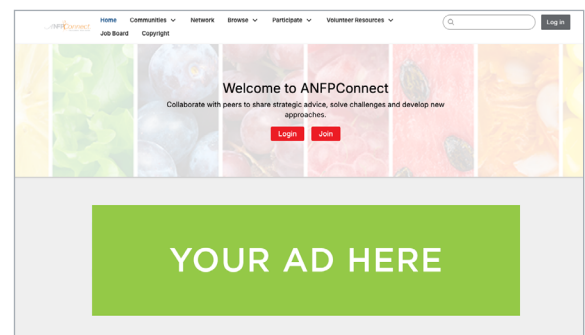 ANFPConnect
Home Communities Network Browse Participate Volunteer Resources
Job Board Copyright
Log in
Welcome to ANFPConnect
Collaborate with peers to share strategic advice, solve challenges and develop new
approaches.
Login Join
YOUR AD HERE